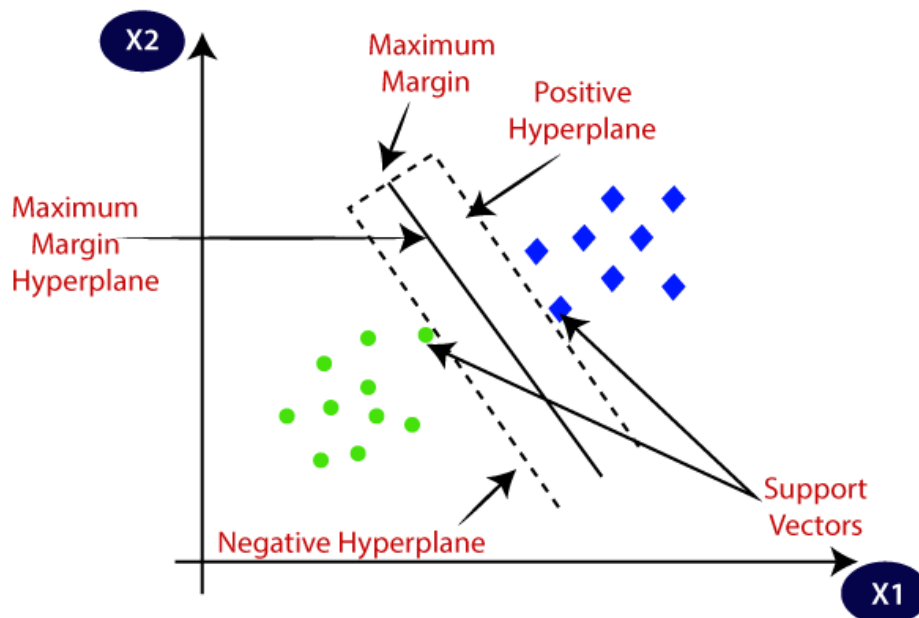 X2
Maximum
Margin
Positive
Hyperplane
Maximum
Margin
Hyperplane
Support
Vectors
Negative Hyperplane
X1